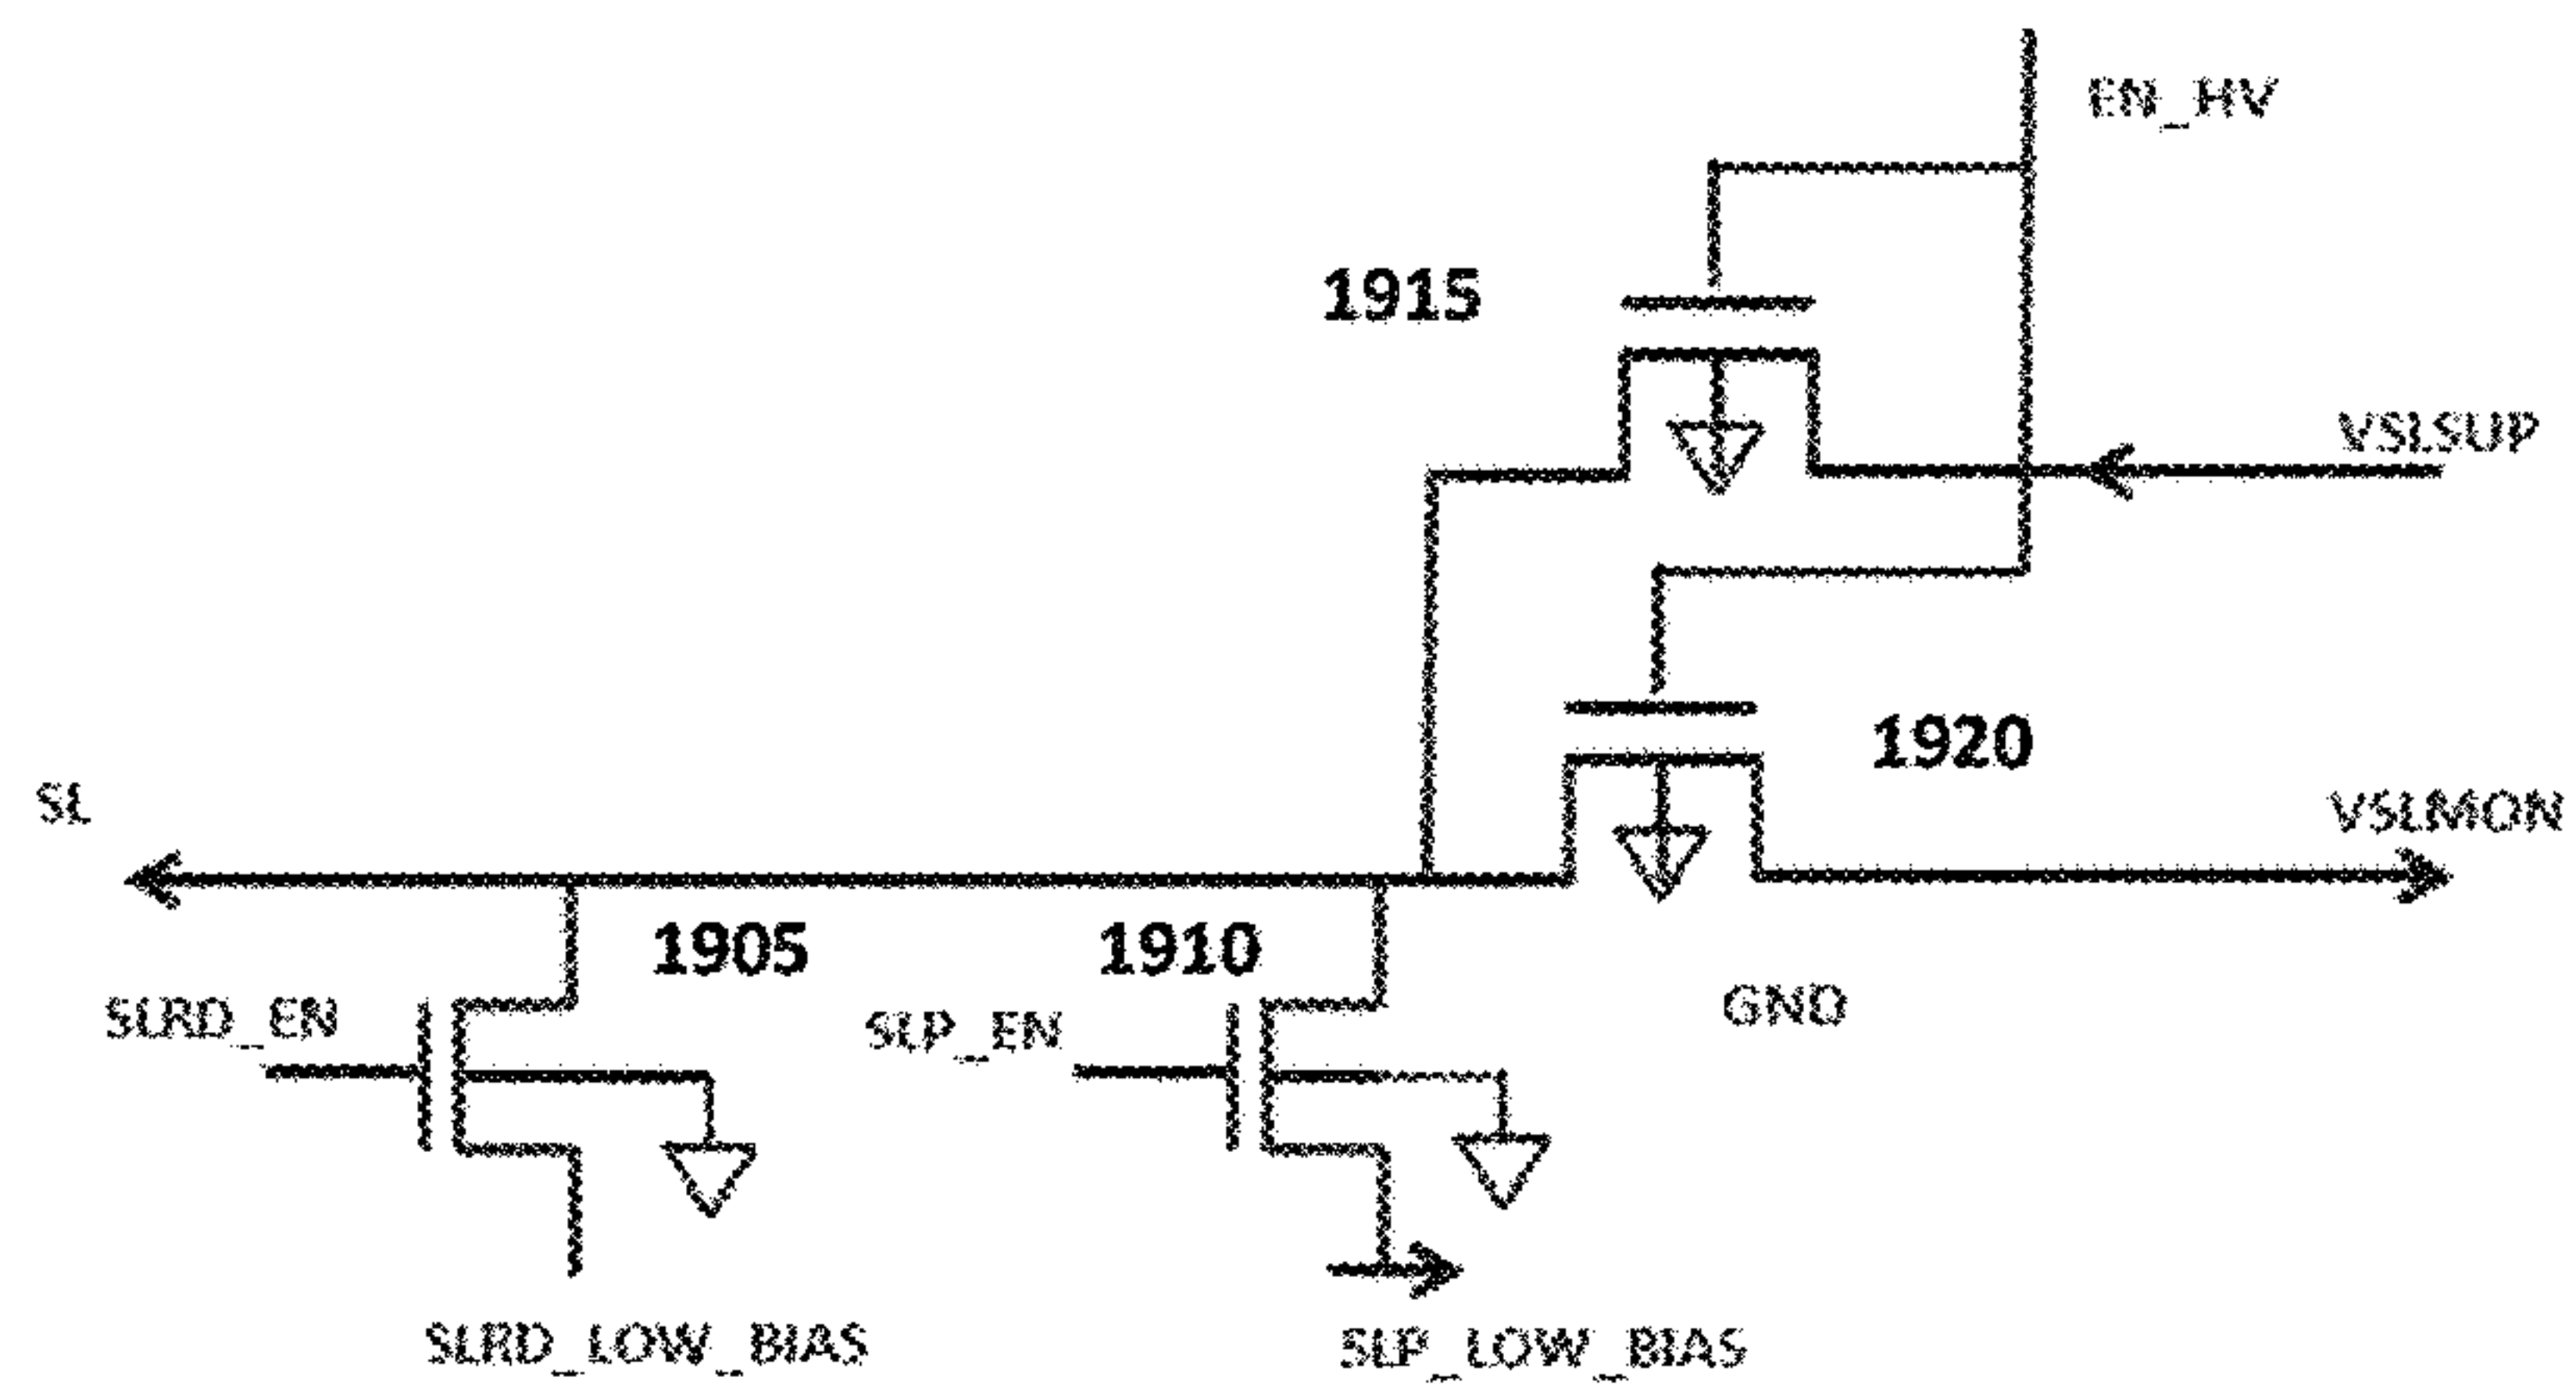 EN_HV
1915
VSLSUP
1920
SL
VSLMON
1905
1910
SLRD_EN
SLP_EN
GND
SLRD_LOW_BIAS
SLP_LOW_BIAS